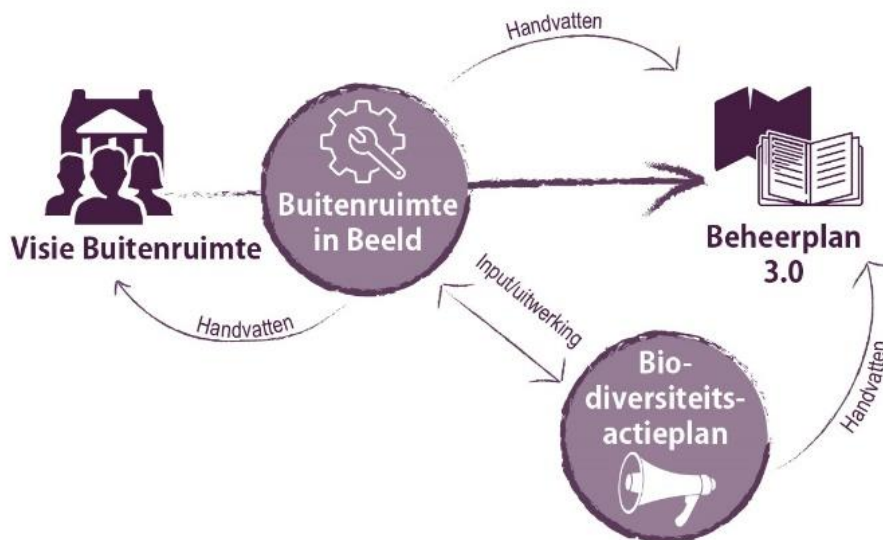 Handvatten
Visie Buitenruimte
Buitenruimte
in Beeld
Beheerplan
3.0
Handvatten
Input/uitwerking
Bio-
diversiteits-
actieplan
Handvatten